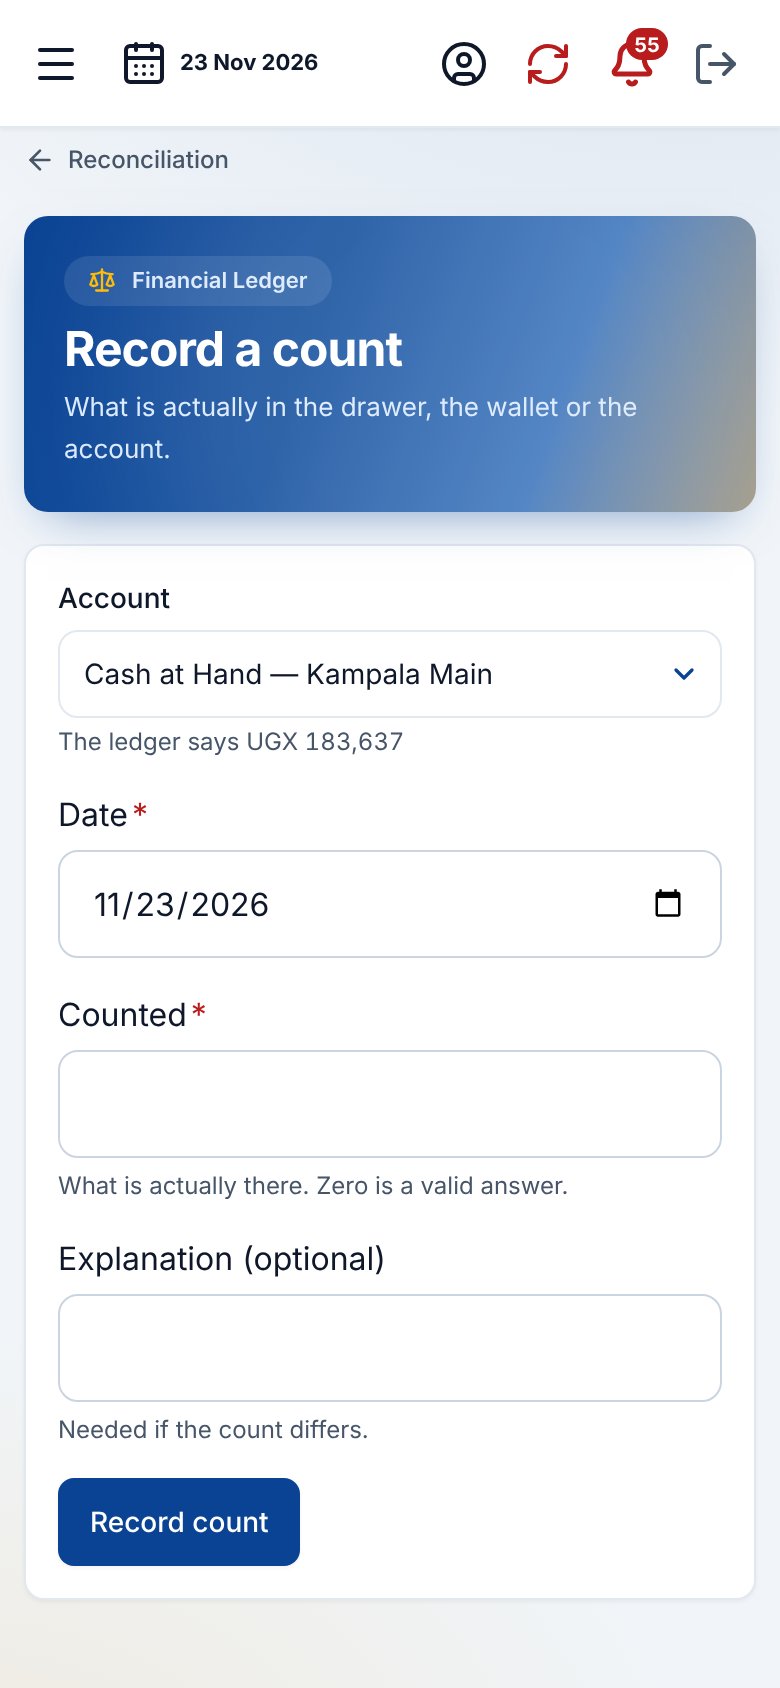 23 Nov 2026
55
Reconciliation
Financial Ledger
Record a count
What is actually in the drawer, the wallet or the
account.
Account
Cash at Hand — Kampala Main
The ledger says UGX 183,637
Date *
11/23/2026
Counted *
What is actually there. Zero is a valid answer.
Explanation (optional)
Needed if the count differs.
Record count